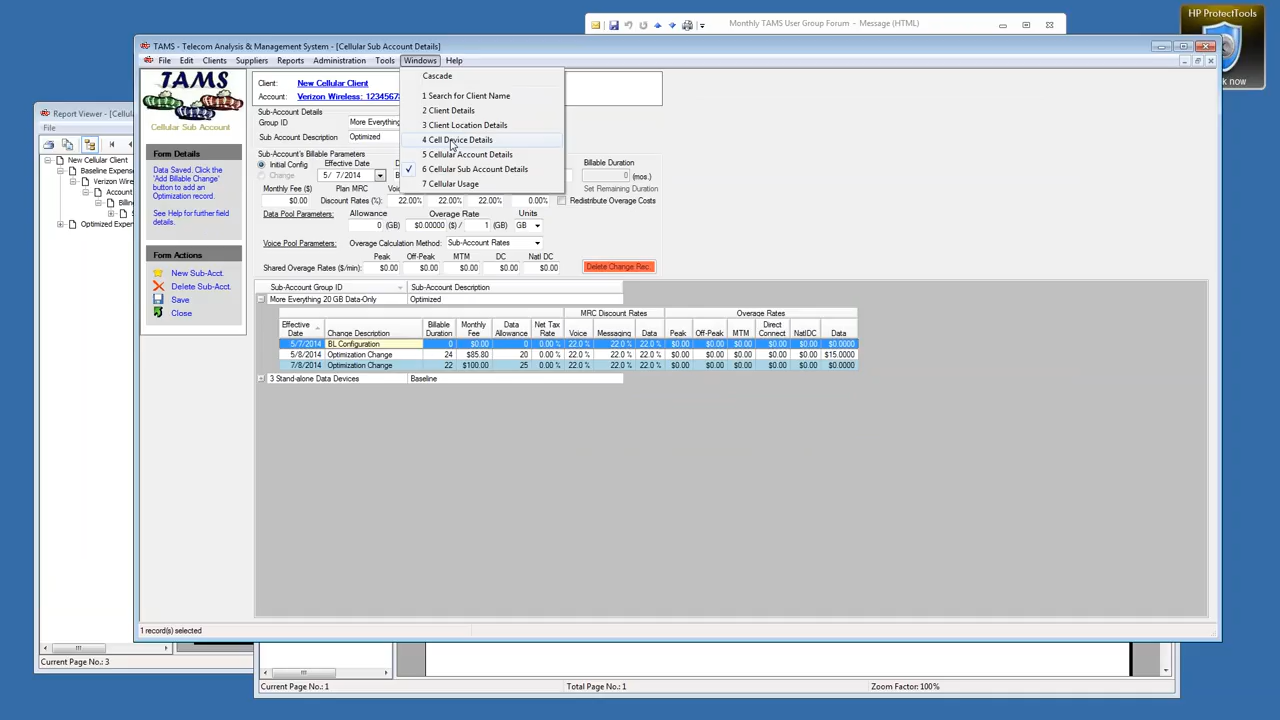 HP ProtectTools
k now
Monthly TAMS User Group Forum - Message (HTML)
TAMS - Telecom Analysis & Management System - [Cellular Sub Account Details]
File Edit Clients Suppliers Reports Administration Tools Windows Help
TAMS
Cellular Sub Account
Client: New Cellular Client
Account: Verizon Wireless: 12345678
Cascade
1 Search for Client Name
2 Client Details
3 Client Location Details
4 Cell Device Details
5 Cellular Account Details
6 Cellular Sub Account Details
7 Cellular Usage
Sub-Account Details
Group ID More Everything
Sub Account Description Optimized
Sub-Account's Billable Parameters
Initial Config Effective Date D Billable Duration
Change 5/ 7/2014 0 (mos.)
Monthly Fee ($) Plan MRC Voi Set Remaining Duration
$0.00 Discount Rates (%): 22.00% 22.00% 22.00% 0.00% Redistribute Overage Costs
Data Pool Parameters: Allowance Overage Rate Units
0 (GB) $0.00000 ($) / 1 (GB) GB
Voice Pool Parameters: Overage Calculation Method: Sub-Account Rates
Peak Off-Peak MTM DC Natl DC
Shared Overage Rates ($/min): $0.00 $0.00 $0.00 $0.00 $0.00 Delete Change Rec.
Form Details
Data Saved. Click the 'Add Billable Change' button to add an Optimization record.
See Help for further field details.
Form Actions
New Sub-Acct.
Delete Sub-Acct.
Save
Close
Sub-Account Group ID Sub-Account Description
More Everything 20 GB Data-Only Optimized
MRC Discount Rates Overage Rates
Effective Date Change Description Billable Duration Monthly Fee Data Allowance Net Tax Rate Voice Messaging Data Peak Off-Peak MTM Direct Connect NatlDC Data
5/7/2014 BL Configuration 0 $0.00 0 0.00 % 22.0 % 22.0 % 22.0 % $0.00 $0.00 $0.00 $0.00 $0.00 $0.0000
5/8/2014 Optimization Change 24 $85.80 20 0.00 % 22.0 % 22.0 % 22.0 % $0.00 $0.00 $0.00 $0.00 $0.00 $15.0000
7/8/2014 Optimization Change 22 $100.00 25 0.00 % 22.0 % 22.0 % 22.0 % $0.00 $0.00 $0.00 $0.00 $0.00 $0.0000
3 Stand-alone Data Devices Baseline
1 record(s) selected
Report Viewer - [Cellula
File
New Cellular Client
Baseline Expens
Verizon Wire
Account
Billin
S
Optimized Expen
Current Page No.: 3
Current Page No.: 1 Total Page No.: 1 Zoom Factor: 100%